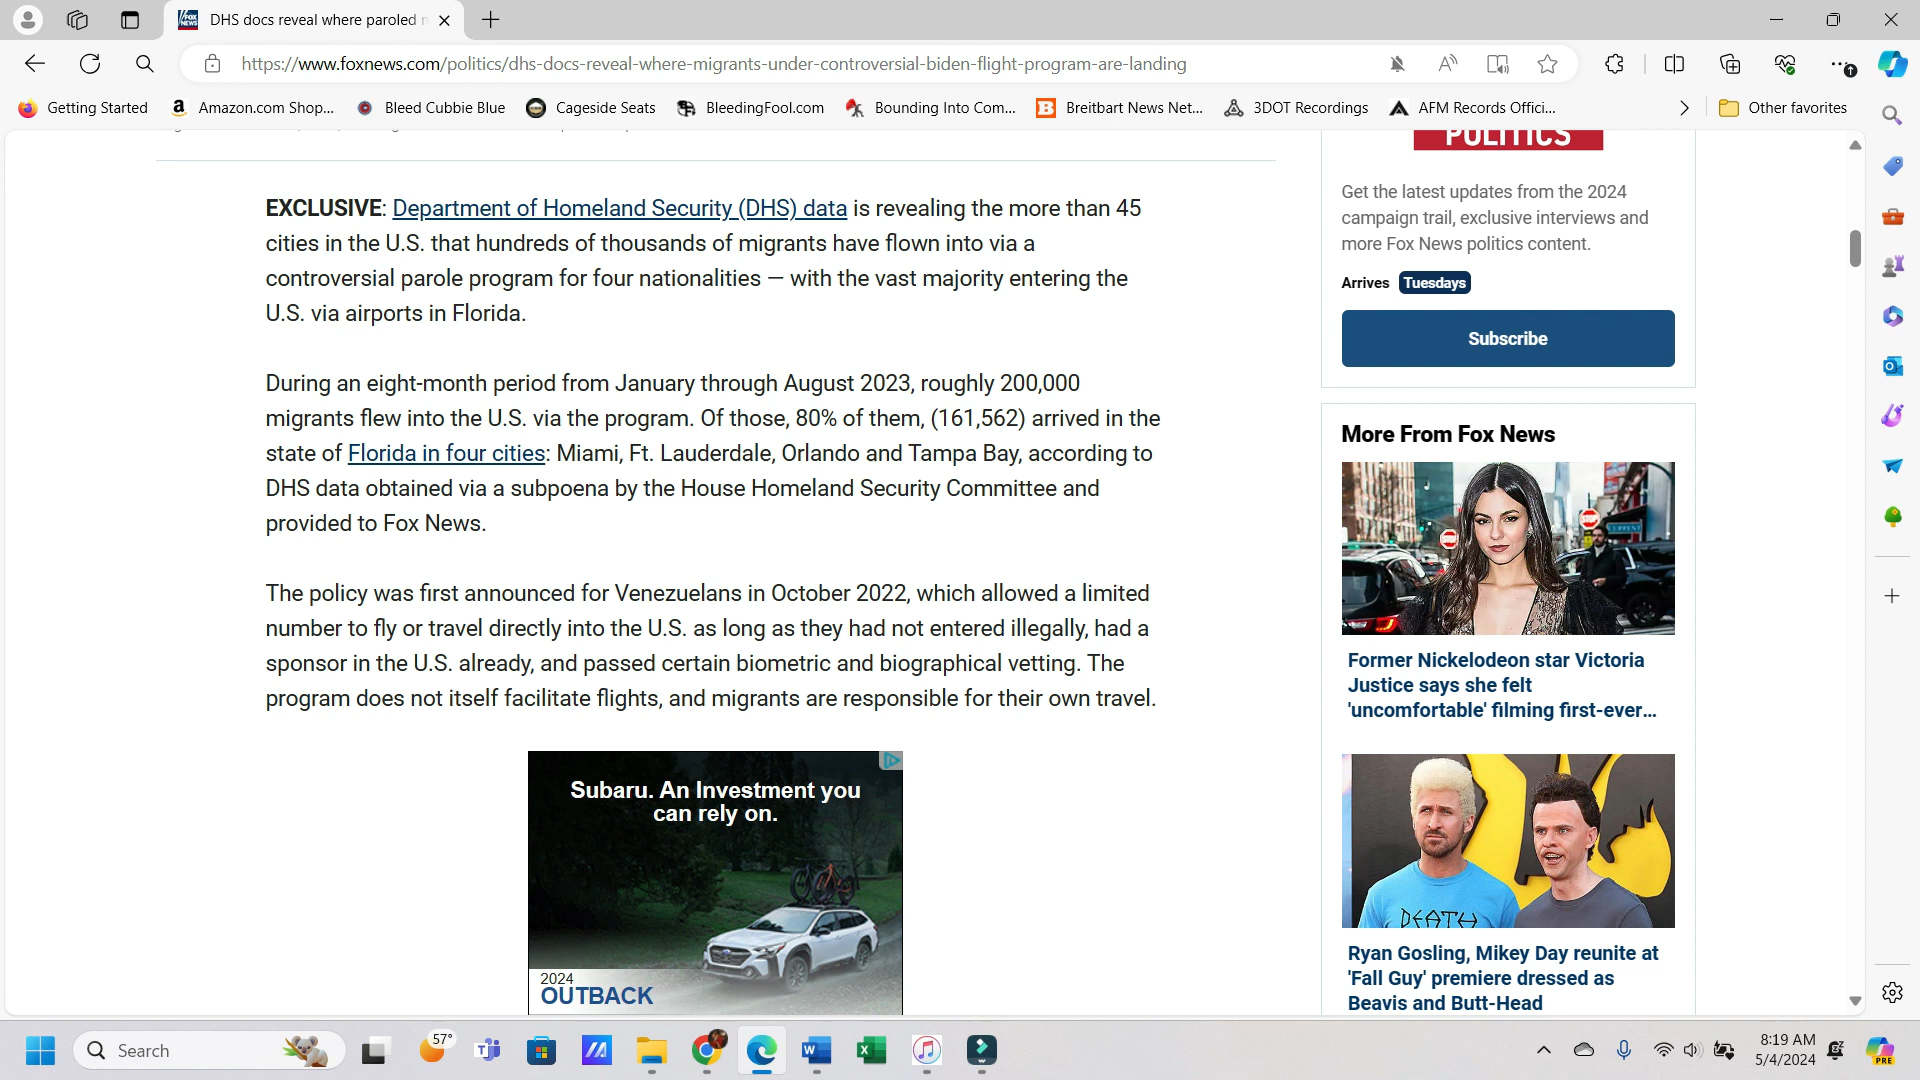 DHS docs reveal where paroled
https://www.foxnews.com/politics/dhs-docs-reveal-where-migrants-under-controversial-biden-flight-program-are-landing
Getting Started
Amazon.com Shop...
Bleed Cubbie Blue
Cageside Seats
BleedingFool.com
Bounding Into Com...
Breitbart News Net...
3DOT Recordings
AFM Records Offici...
Other favorites
EXCLUSIVE: Department of Homeland Security (DHS) data is revealing the more than 45
cities in the U.S. that hundreds of thousands of migrants have flown into via a
controversial parole program for four nationalities — with the vast majority entering the
U.S. via airports in Florida.
During an eight-month period from January through August 2023, roughly 200,000
migrants flew into the U.S. via the program. Of those, 80% of them, (161,562) arrived in the
state of Florida in four cities: Miami, Ft. Lauderdale, Orlando and Tampa Bay, according to
DHS data obtained via a subpoena by the House Homeland Security Committee and
provided to Fox News.
The policy was first announced for Venezuelans in October 2022, which allowed a limited
number to fly or travel directly into the U.S. as long as they had not entered illegally, had a
sponsor in the U.S. already, and passed certain biometric and biographical vetting. The
program does not itself facilitate flights, and migrants are responsible for their own travel.
Subaru. An Investment you
can rely on.
2024
OUTBACK
POLITICS
Get the latest updates from the 2024
campaign trail, exclusive interviews and
more Fox News politics content.
Arrives Tuesdays
Subscribe
More From Fox News
Former Nickelodeon star Victoria
Justice says she felt
'uncomfortable' filming first-ever...
DEATH
Ryan Gosling, Mikey Day reunite at
'Fall Guy' premiere dressed as
Beavis and Butt-Head
Search
57°
8:19 AM
5/4/2024
PRE